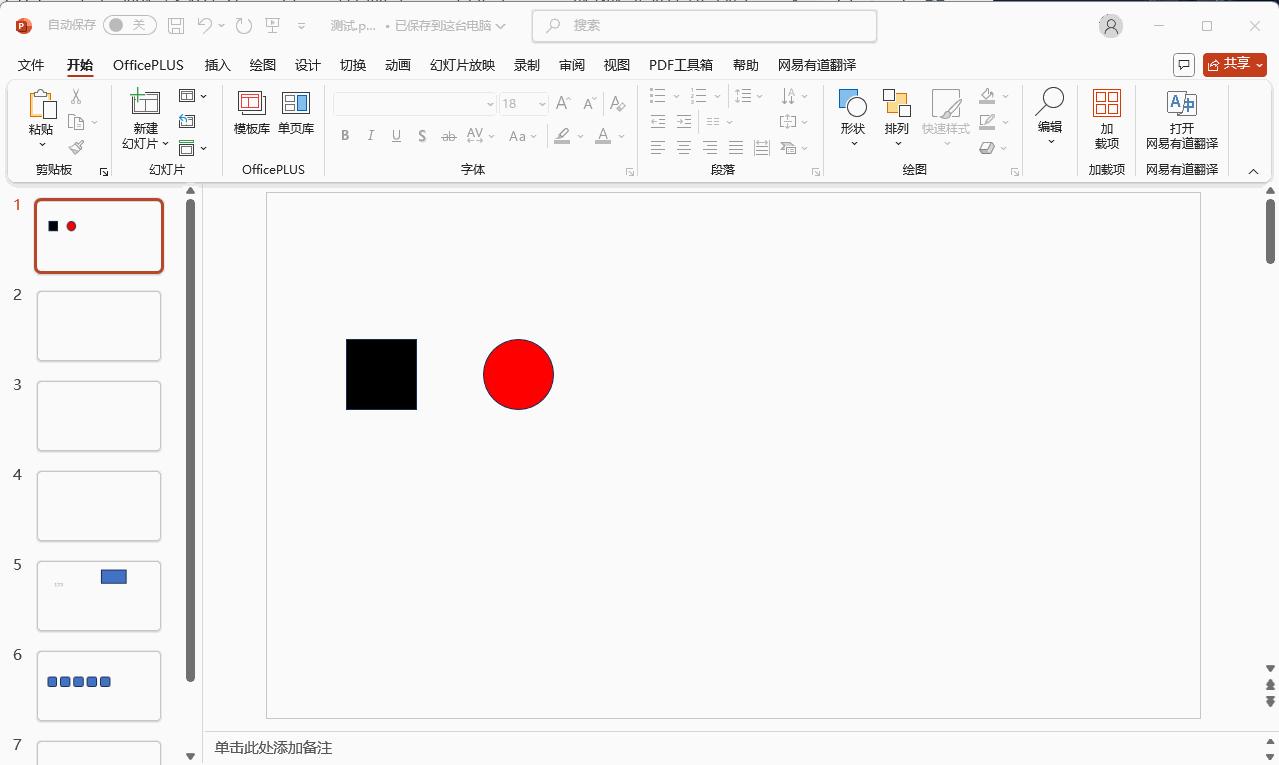 自动保存 关 测试.p... • 已保存到这台电脑 搜索
文件 开始 OfficePLUS 插入 绘图 设计 切换 动画 幻灯片放映 录制 审阅 视图 PDF工具箱 帮助 网易有道翻译 共享
粘贴 新建 幻灯片 模板库 单页库 18 B I U S ab AV Aa A 形状 排列 快速样式 编辑 加载项 打开 网易有道翻译
剪贴板 幻灯片 OfficePLUS 字体 段落 绘图 加载项 网易有道翻译
1
2
3
4
5
6
7
单击此处添加备注